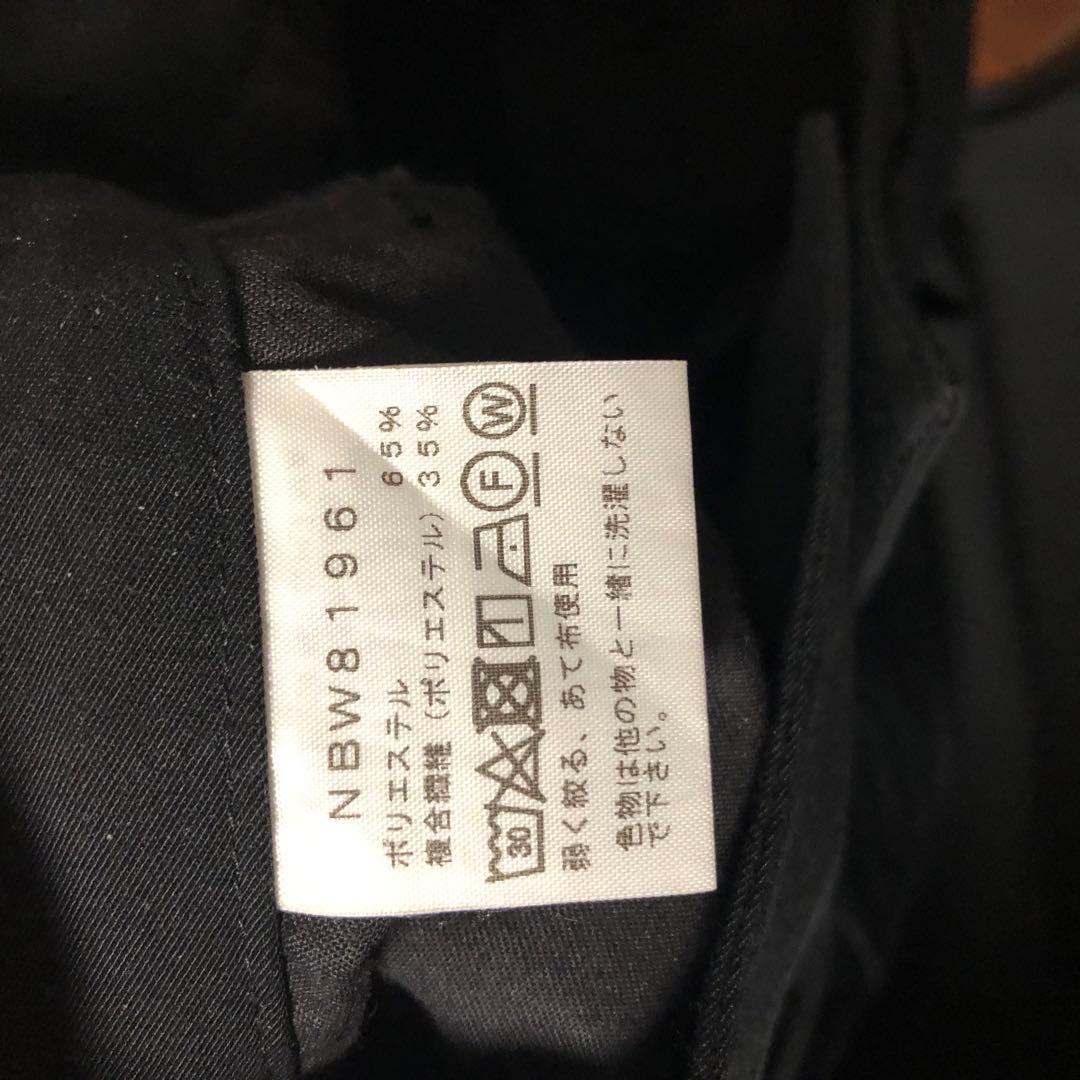 NBW81961
ポリエステル 65%
複合繊維(ポリエステル) 35%
30 F W
弱く絞る、あて布使用
色物は他の物と一緒に洗濯しない
で下さい。